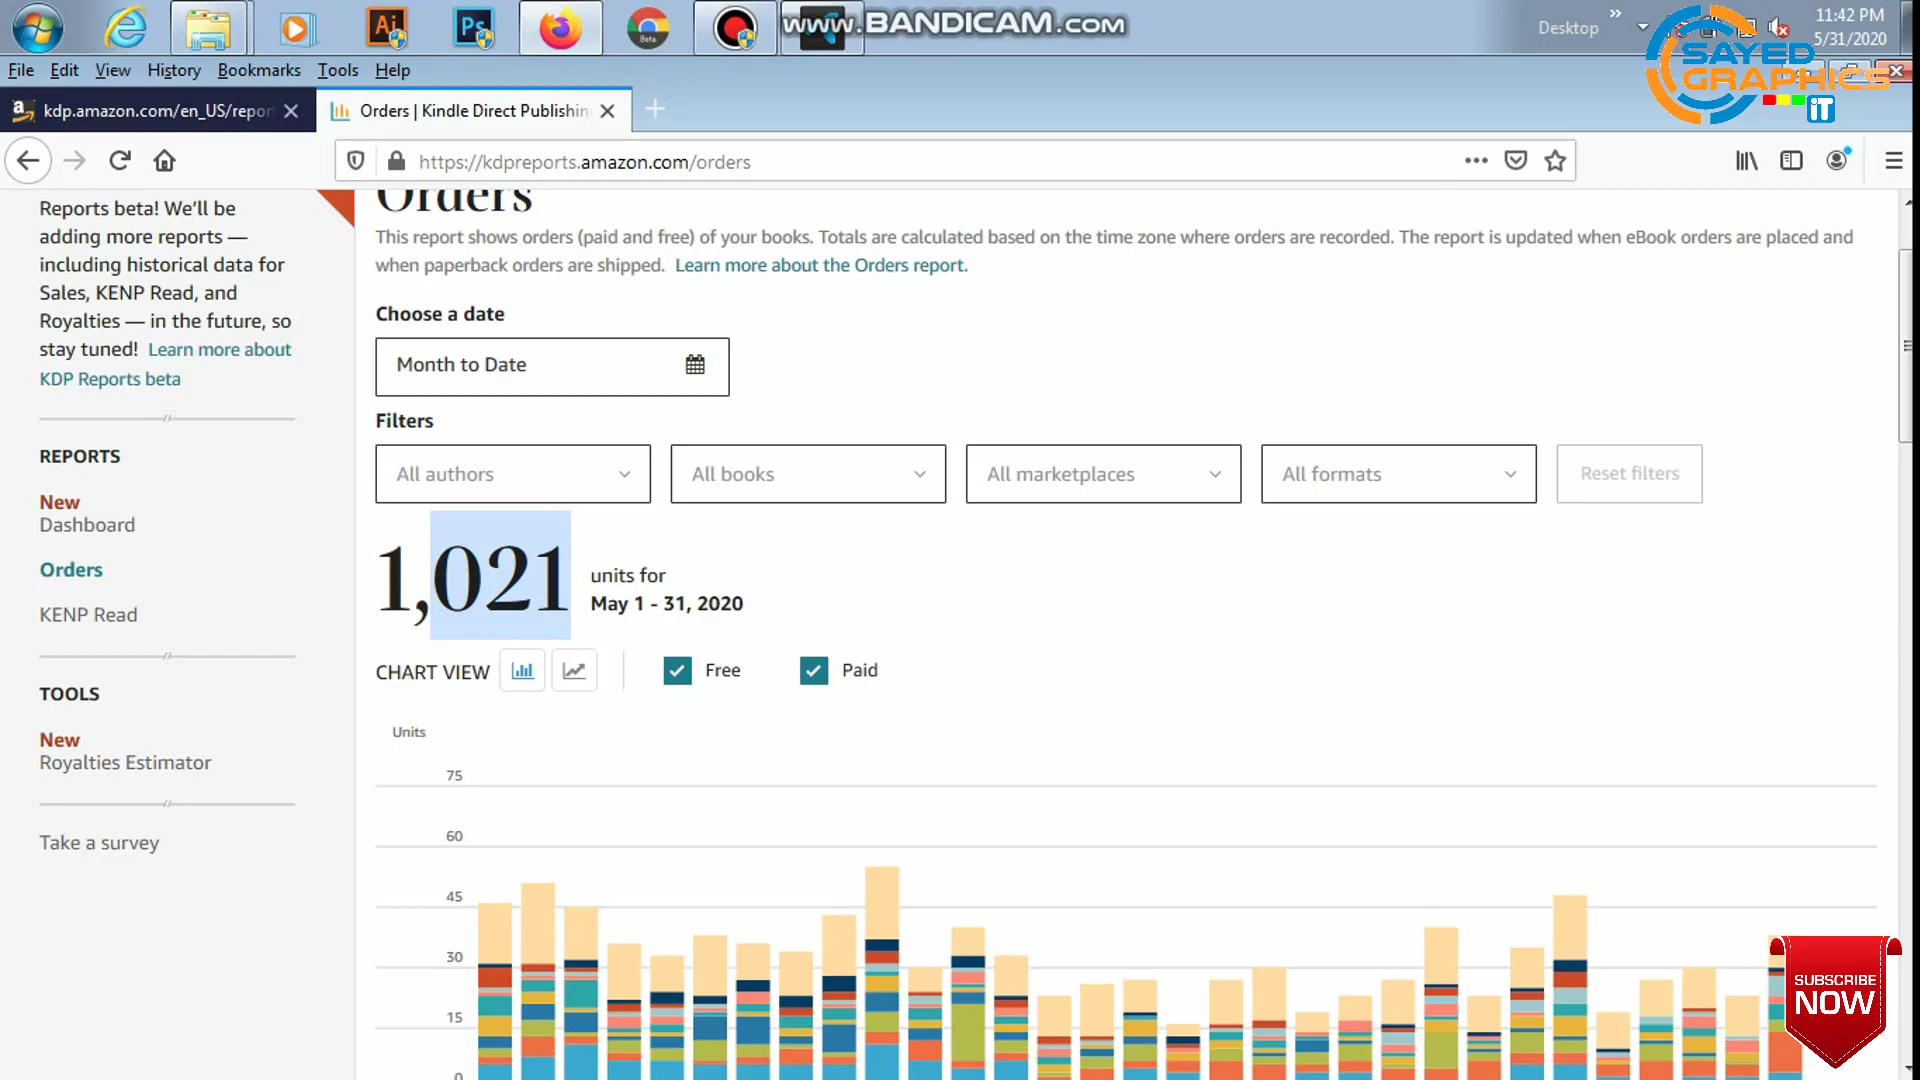 www.BANDICAM.com
Desktop
11:42 PM
5/31/2020
SAYED
GRAPHICS
iT
File Edit View History Bookmarks Tools Help
kdp.amazon.com/en_US/repor
Orders | Kindle Direct Publishin
https://kdpreports.amazon.com/orders
Reports beta! We'll be
adding more reports —
including historical data for
Sales, KENP Read, and
Royalties — in the future, so
stay tuned! Learn more about
KDP Reports beta
REPORTS
New
Dashboard
Orders
KENP Read
TOOLS
New
Royalties Estimator
Take a survey
Orders
This report shows orders (paid and free) of your books. Totals are calculated based on the time zone where orders are recorded. The report is updated when eBook orders are placed and
when paperback orders are shipped. Learn more about the Orders report.
Choose a date
Month to Date
Filters
All authors
All books
All marketplaces
All formats
Reset filters
1,021
units for
May 1 - 31, 2020
CHART VIEW
Free
Paid
Units
75
60
45
30
15
0
SUBSCRIBE
NOW
Ai
Ps
Beta